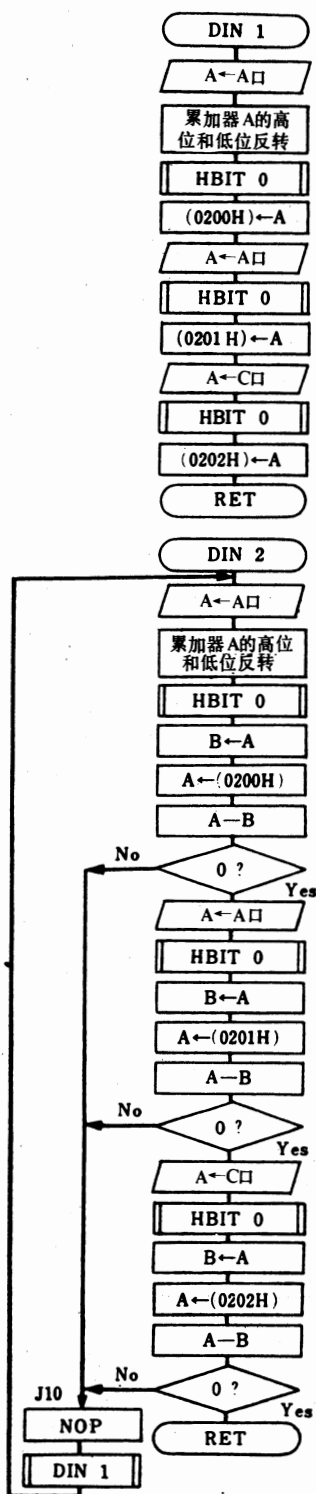 DIN 1
A←A口
累加器A的高
位和低位反转
HBIT 0
(0200H)←A
A←A口
HBIT 0
(0201H)←A
A←C口
HBIT 0
(0202H)←A
RET
DIN 2
A←A口
累加器A的高位
和低位反转
HBIT 0
B←A
A←(0200H)
A—B
No
0 ?
Yes
A←A口
HBIT 0
B←A
A←(0201H)
A—B
No
0 ?
Yes
A←C口
HBIT 0
B←A
A←(0202H)
A—B
No
0 ?
Yes
J10
NOP
RET
DIN 1